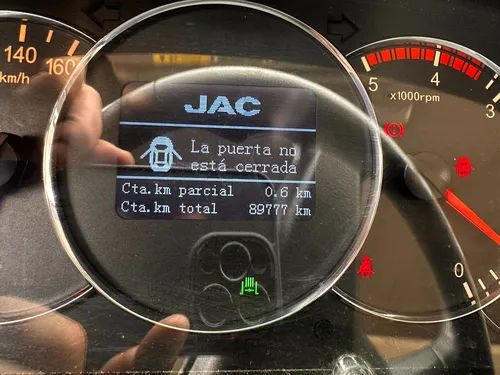 140
160
km/h
JAC
La puerta no
está cerrada
Cta.km parcial 0.6 km
Cta.km total 89777 km
5
4
3
x1000rpm
0